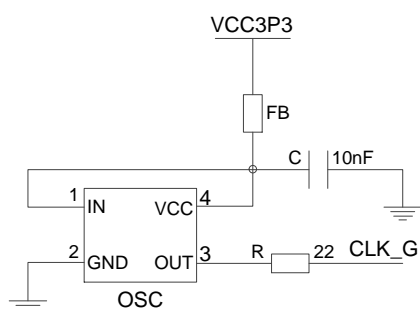 VCC3P3
FB
C 10nF
1 IN VCC 4
2 GND OUT 3 R 22 CLK_G
OSC